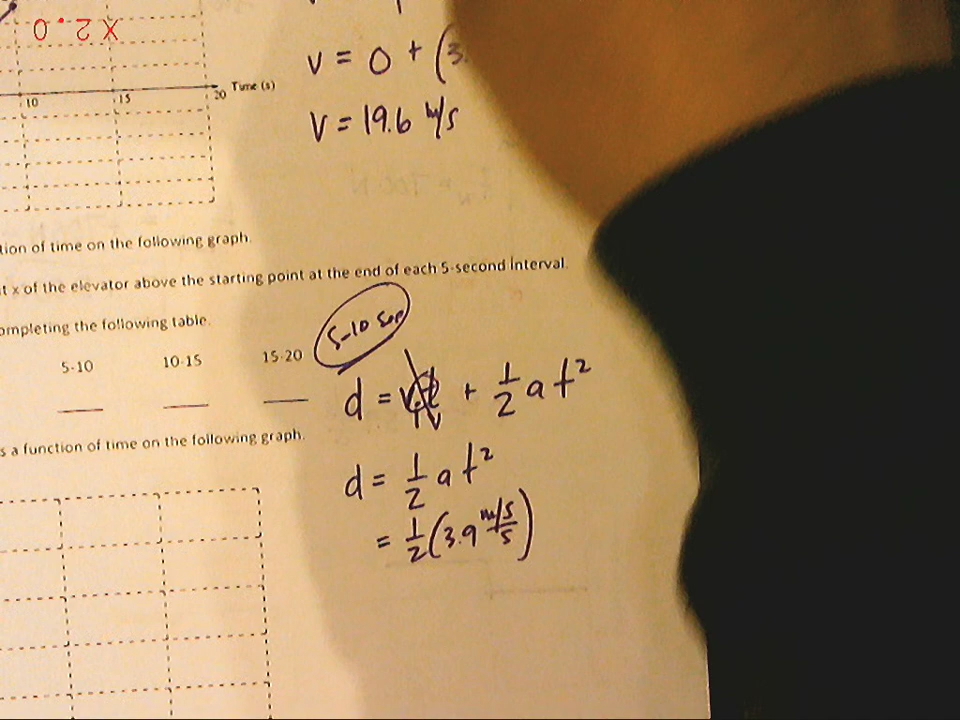 X 2.0
10 15 20 Time (s)
v = 0 + (3.
v = 19.6 m/s
tion of time on the following graph.
t x of the elevator above the starting point at the end of each 5-second interval.
ompleting the following table.
5-10 sec
5-10 10-15 15-20
d = + 1/2 a t²
s a function of time on the following graph.
d = 1/2 a t²
= 1/2 (3.9 m/s/s)